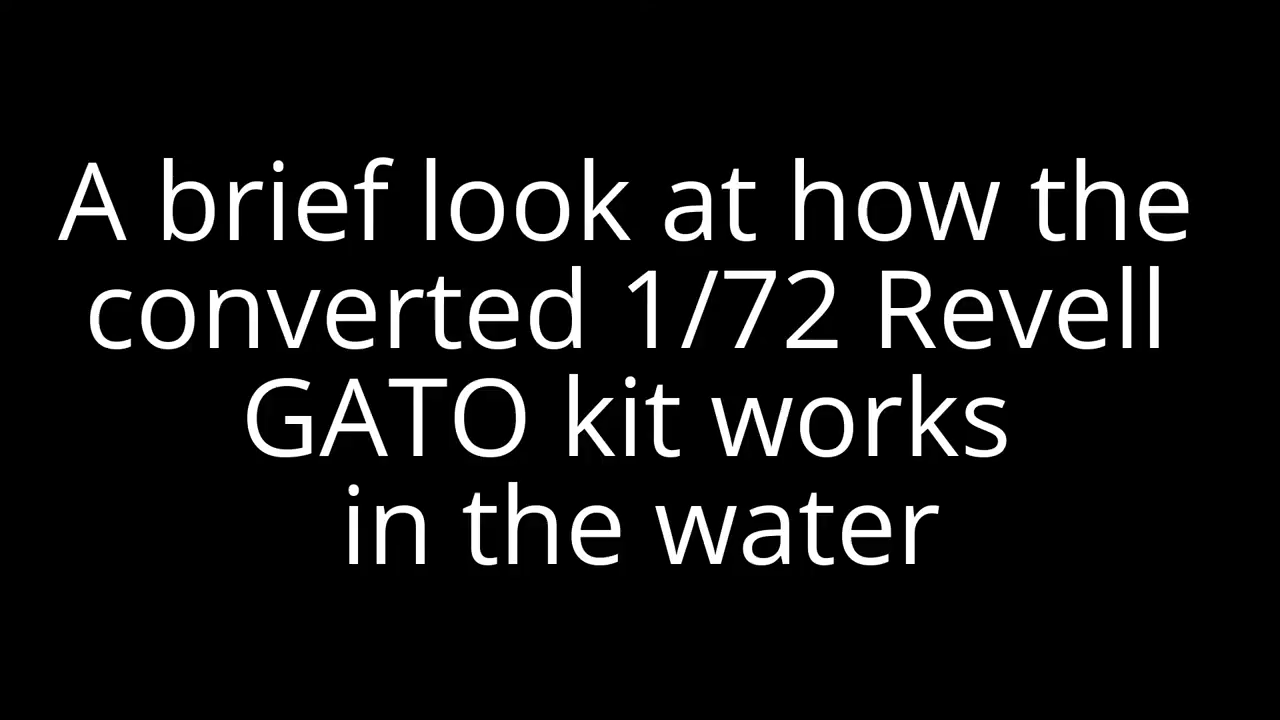 A brief look at how the
converted 1/72 Revell
GATO kit works
in the water